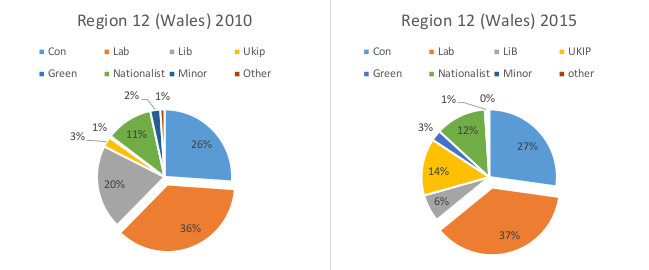 Region 12 (Wales) 2010
Con Lab Lib Ukip
Green Nationalist Minor Other
2% 1%
3% 1% 11% 26%
20%
36%
Region 12 (Wales) 2015
Con Lab LiB UKIP
Green Nationalist Minor other
1% 0%
3% 12% 27%
14%
6%
37%